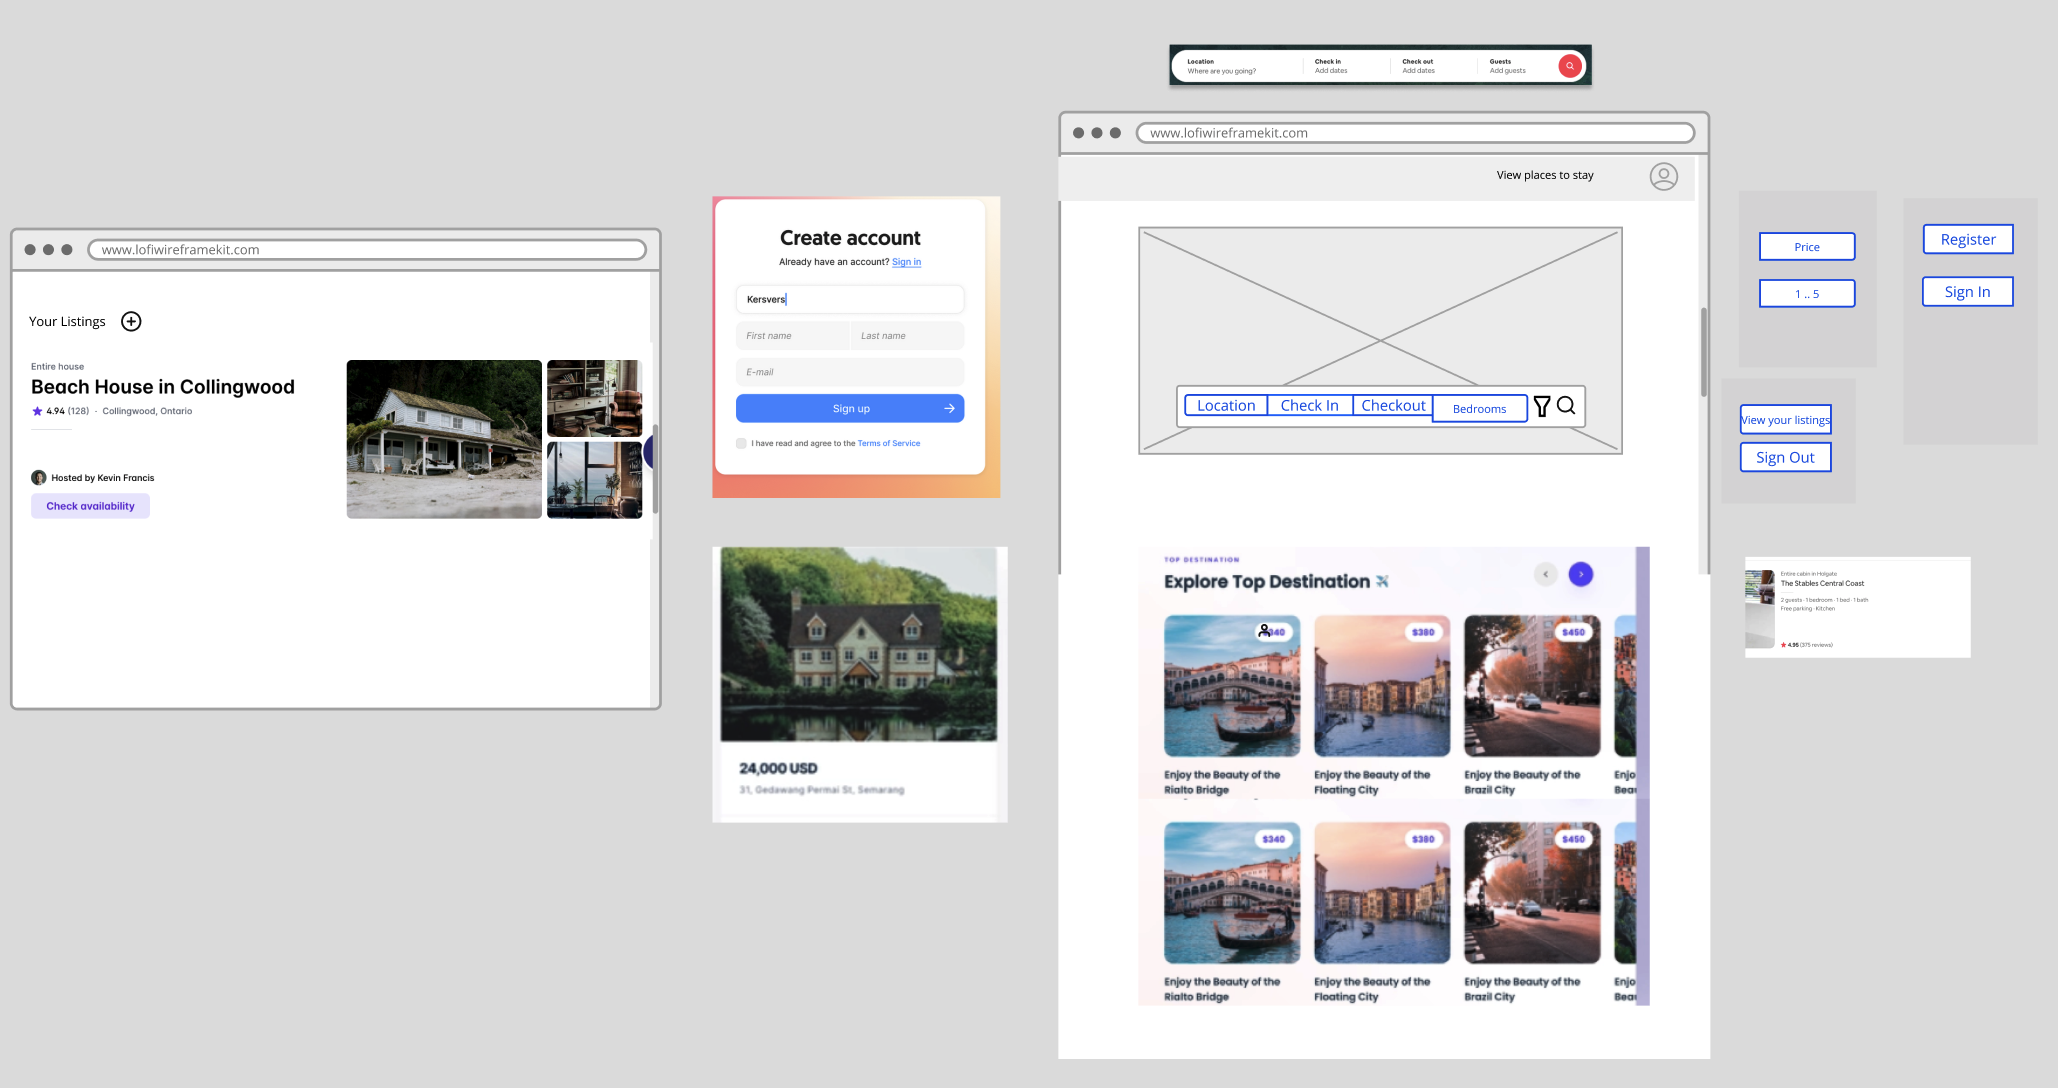 Location
Where are you going?
Check in
Add dates
Check out
Add dates
Guests
Add guests
www.lofiwireframekit.com
View places to stay
Location
Check In
Checkout
Bedrooms
Price
1 .. 5
Register
Sign In
View your listings
Sign Out
www.lofiwireframekit.com
Your Listings
Entire house
Beach House in Collingwood
4.94 (128) · Collingwood, Ontario
Hosted by Kevin Francis
Check availability
Create account
Already have an account? Sign in
Kersvers
First name
Last name
E-mail
Sign up
I have read and agree to the Terms of Service
24,000 USD
31, Gedawang Permai St, Semarang
TOP DESTINATION
Explore Top Destination
$380
$450
Enjoy the Beauty of the
Rialto Bridge
Enjoy the Beauty of the
Floating City
Enjoy the Beauty of the
Brazil City
Enjo
$340
$380
$450
Enjoy the Beauty of the
Rialto Bridge
Enjoy the Beauty of the
Floating City
Enjoy the Beauty of the
Brazil City
Enjo
Entire cabin in Holgate
The Stables Central Coast
2 guests · 1 bedroom · 1 bed · 1 bath
Free parking · Kitchen
4.95 (375 reviews)